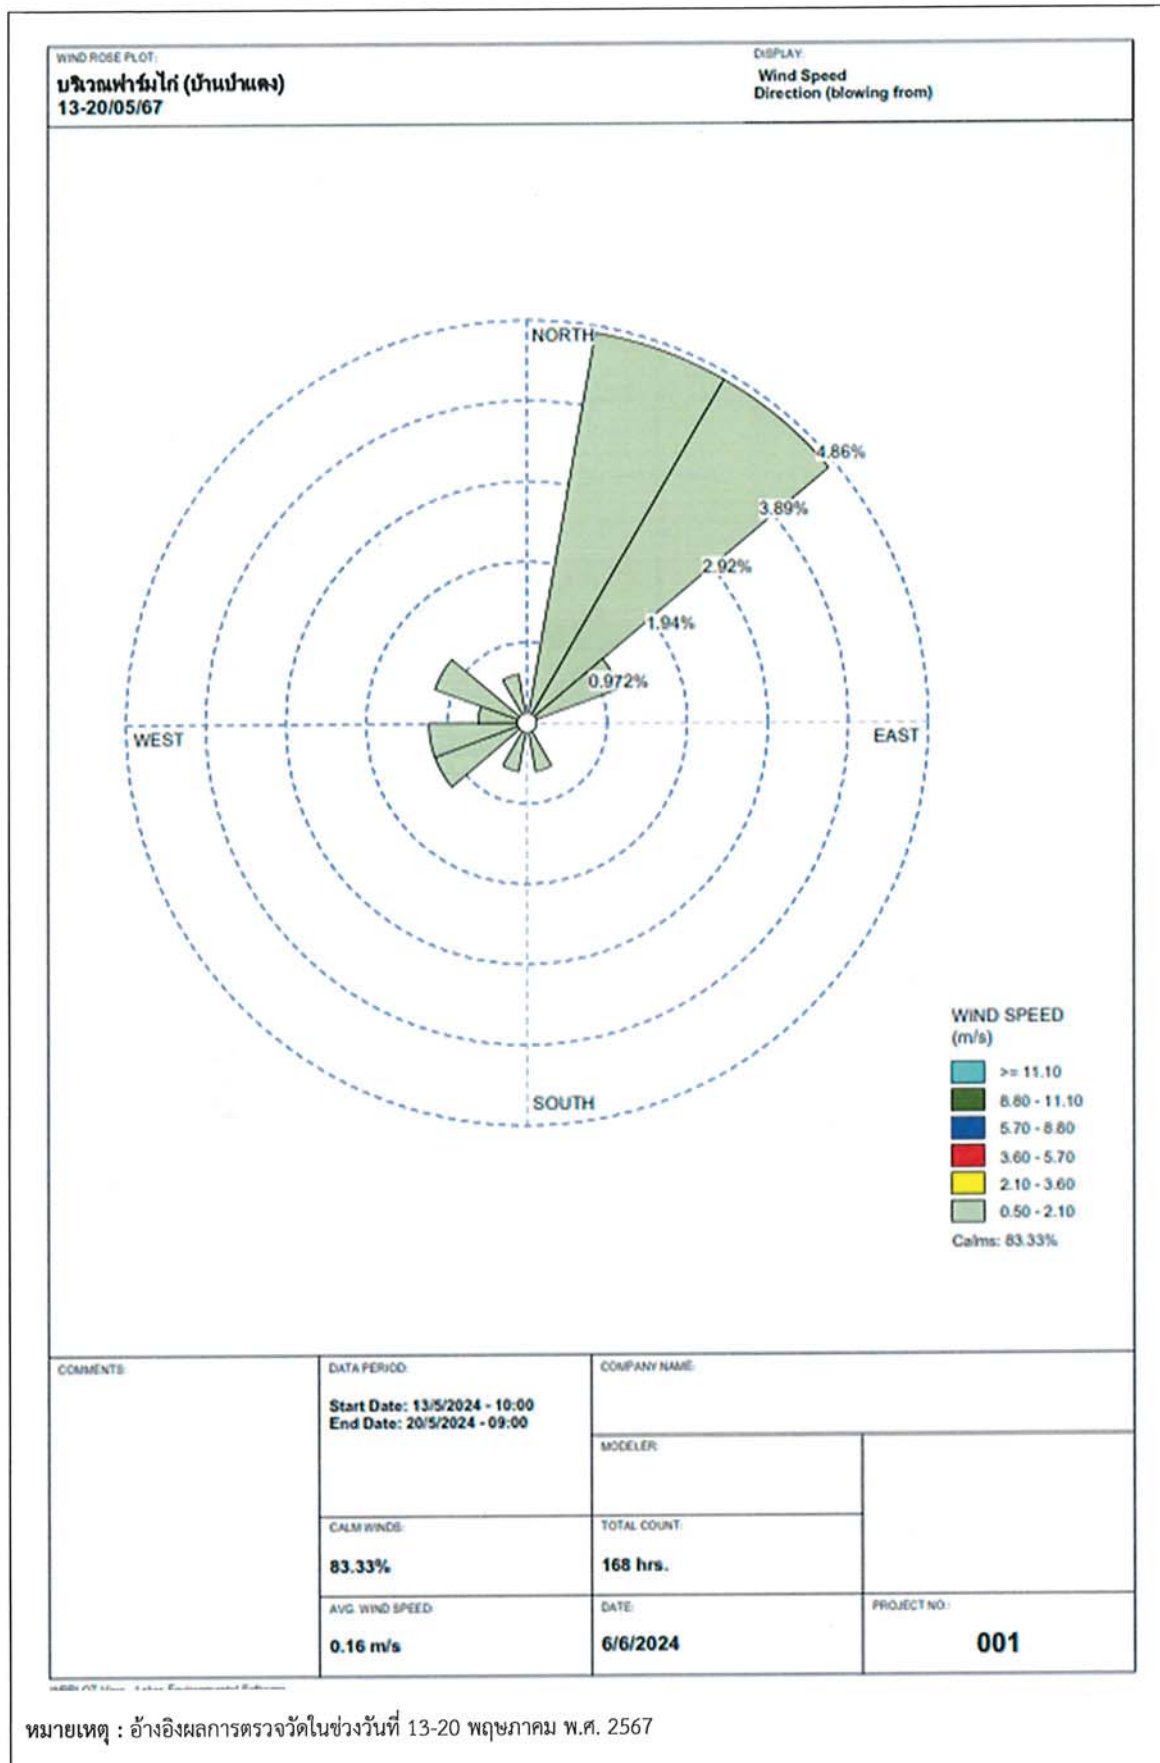 WIND ROSE PLOT:
บริเวณฟาร์มไก่ (บ้านป่าแดง)
13-20/05/67
DISPLAY:
Wind Speed
Direction (blowing from)
NORTH
4.86%
3.89%
2.92%
1.94%
0.972%
WEST
EAST
SOUTH
WIND SPEED
(m/s)
>= 11.10
8.80 - 11.10
5.70 - 8.80
3.60 - 5.70
2.10 - 3.60
0.50 - 2.10
Calms: 83.33%
COMMENTS:
DATA PERIOD:
Start Date: 13/5/2024 - 10:00
End Date: 20/5/2024 - 09:00
COMPANY NAME:
MODELER:
CALM WINDS:
83.33%
TOTAL COUNT:
168 hrs.
AVG. WIND SPEED:
0.16 m/s
DATE:
6/6/2024
PROJECT NO.:
001
หมายเหตุ : อ้างอิงผลการตรวจวัดในช่วงวันที่ 13-20 พฤษภาคม พ.ศ. 2567